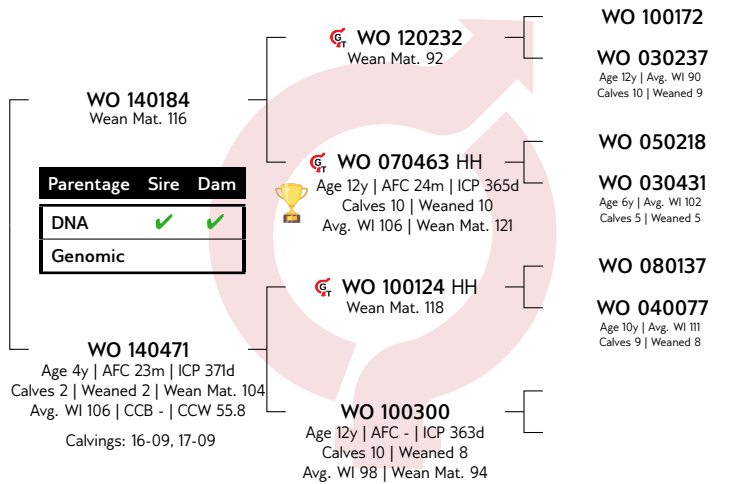 WO 140184
Wean Mat. 116
Parentage Sire Dam
DNA ✔ ✔
Genomic
WO 140471
Age 4y | AFC 23m | ICP 371d
Calves 2 | Weaned 2 | Wean Mat. 104
Avg. WI 106 | CCB - | CCW 55.8
Calvings: 16-09, 17-09
GT WO 120232
Wean Mat. 92
GT WO 070463 HH
Age 12y | AFC 24m | ICP 365d
Calves 10 | Weaned 10
Avg. WI 106 | Wean Mat. 121
GT WO 100124 HH
Wean Mat. 118
WO 100300
Age 12y | AFC - | ICP 363d
Calves 10 | Weaned 8
Avg. WI 98 | Wean Mat. 94
WO 100172
WO 030237
Age 12y | Avg. WI 90
Calves 10 | Weaned 9
WO 050218
WO 030431
Age 6y | Avg. WI 102
Calves 5 | Weaned 5
WO 080137
WO 040077
Age 10y | Avg. WI 111
Calves 9 | Weaned 8